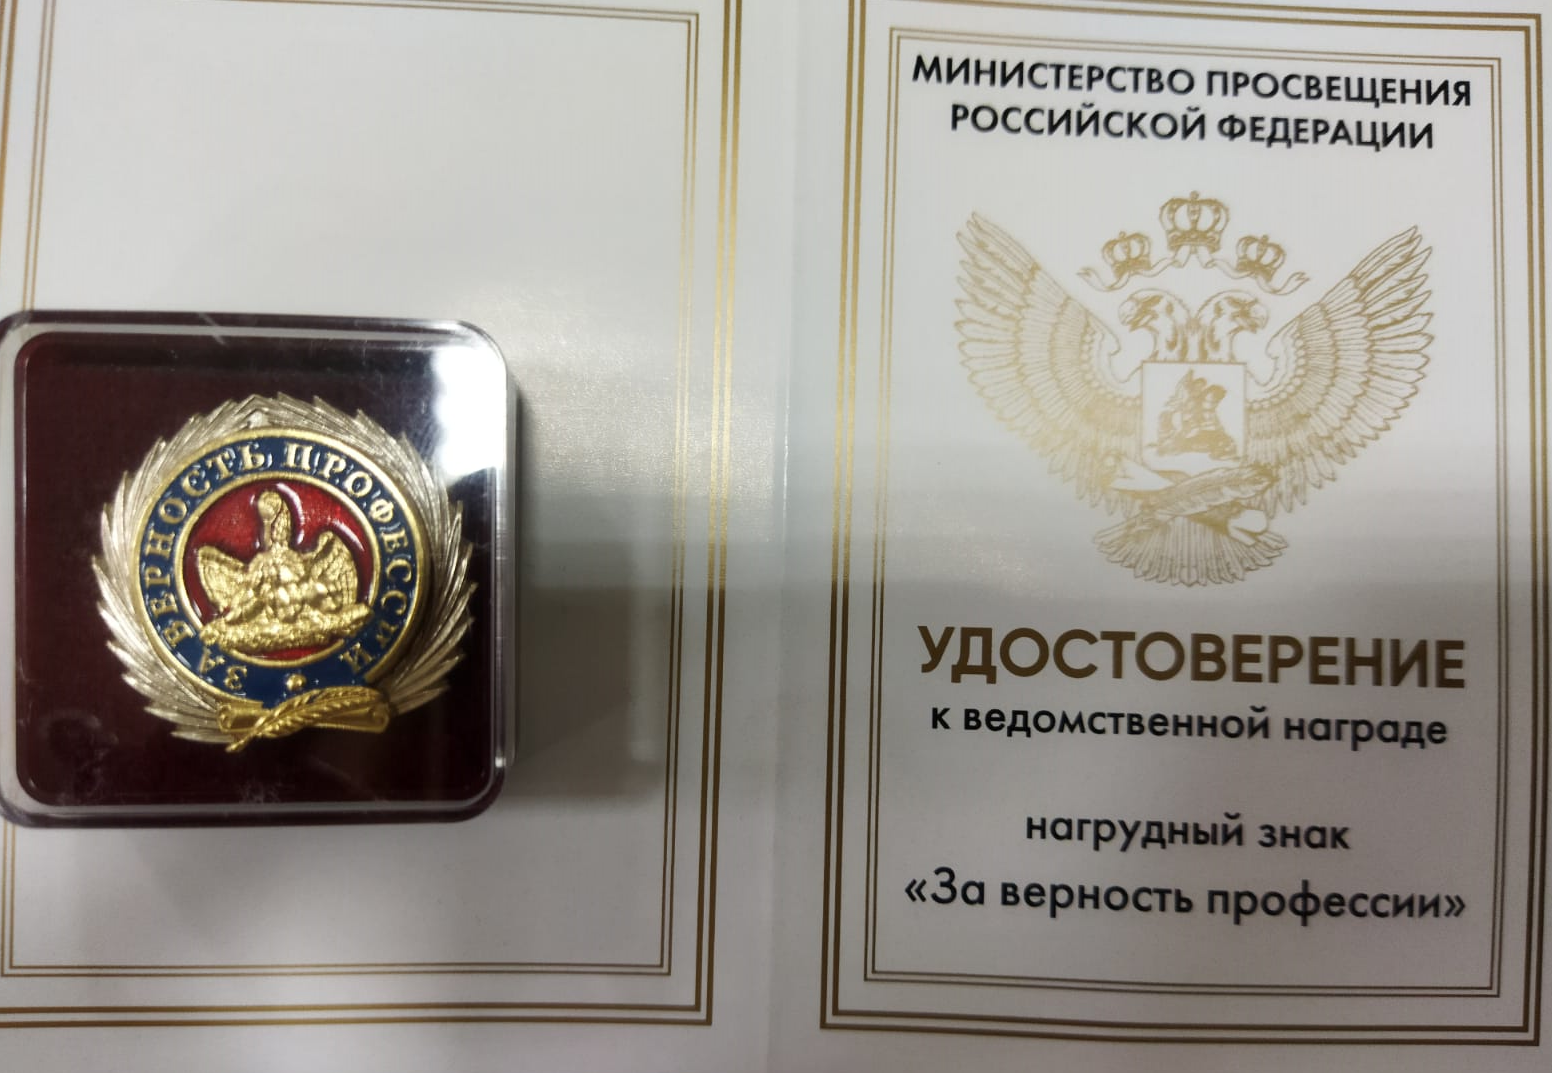 ЗА ВЕРНОСТЬ ПРОФЕССИИ
МИНИСТЕРСТВО ПРОСВЕЩЕНИЯ
РОССИЙСКОЙ ФЕДЕРАЦИИ
УДОСТОВЕРЕНИЕ
к ведомственной награде
нагрудный знак
«За верность профессии»